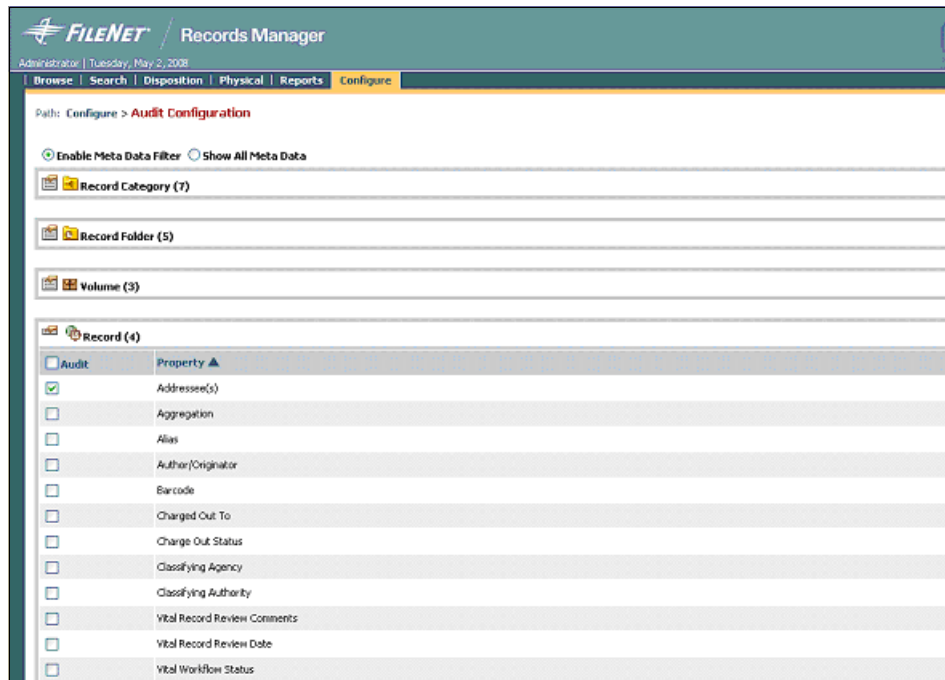 FILENET Records Manager
Administrator | Tuesday, May 2, 2008
Browse | Search | Disposition | Physical | Reports Configure
Path: Configure > Audit Configuration
Enable Meta Data Filter Show All Meta Data
Record Category (7)
Record Folder (5)
Volume (3)
Record (4)
Audit Property
Addressee(s)
Aggregation
Alias
Author/Originator
Barcode
Charged Out To
Charge Out Status
Classifying Agency
Classifying Authority
Vital Record Review Comments
Vital Record Review Date
Vital Workflow Status